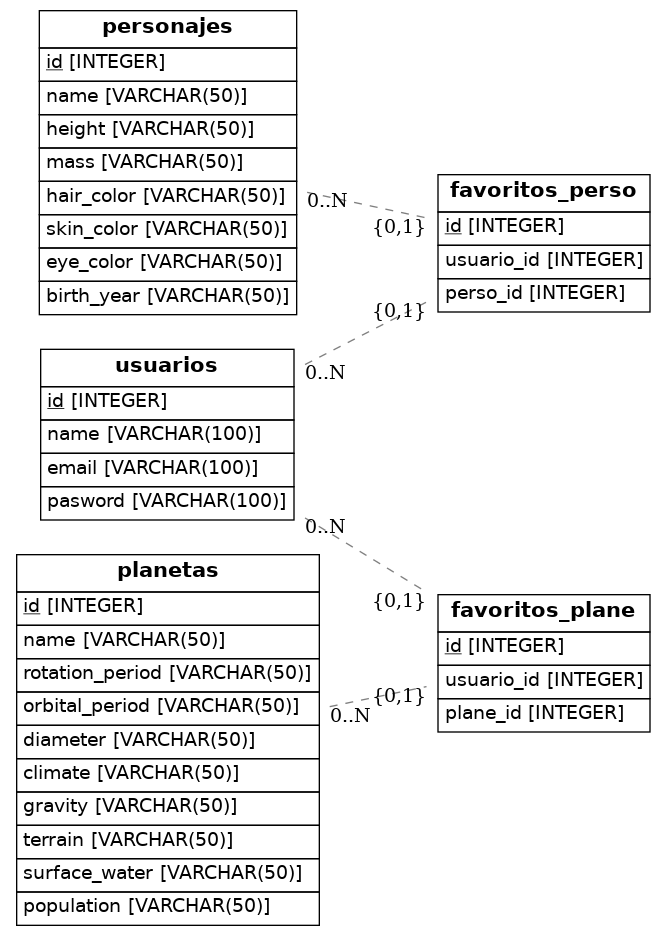 personajes
id [INTEGER]
name [VARCHAR(50)]
height [VARCHAR(50)]
mass [VARCHAR(50)]
hair_color [VARCHAR(50)]
skin_color [VARCHAR(50)]
eye_color [VARCHAR(50)]
birth_year [VARCHAR(50)]
0..N
{0,1}
favoritos_perso
id [INTEGER]
usuario_id [INTEGER]
perso_id [INTEGER]
{0,1}
0..N
usuarios
id [INTEGER]
name [VARCHAR(100)]
email [VARCHAR(100)]
pasword [VARCHAR(100)]
0..N
{0,1}
planetas
id [INTEGER]
name [VARCHAR(50)]
rotation_period [VARCHAR(50)]
orbital_period [VARCHAR(50)]
diameter [VARCHAR(50)]
climate [VARCHAR(50)]
gravity [VARCHAR(50)]
terrain [VARCHAR(50)]
surface_water [VARCHAR(50)]
population [VARCHAR(50)]
0..N
{0,1}
favoritos_plane
id [INTEGER]
usuario_id [INTEGER]
plane_id [INTEGER]